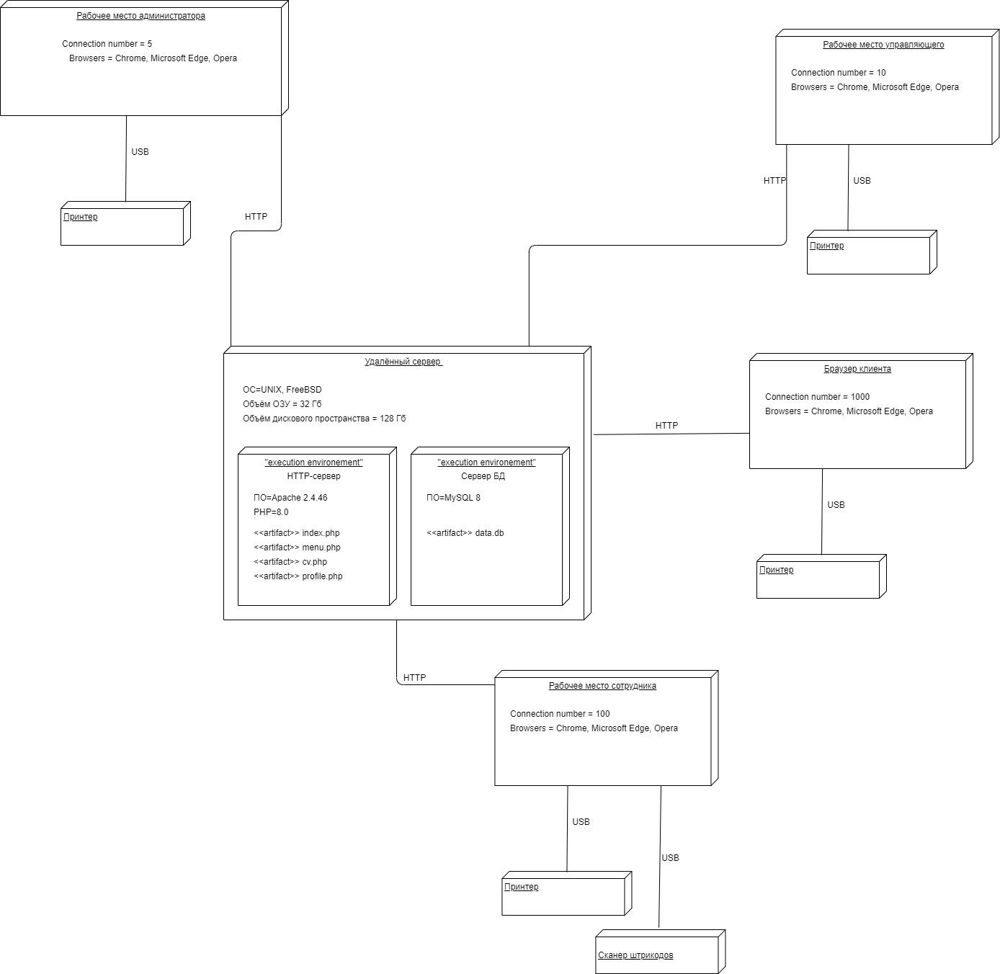 Рабочее место администратора
Connection number = 5
Browsers = Chrome, Microsoft Edge, Opera
USB
Принтер
HTTP
Рабочее место управляющего
Connection number = 10
Browsers = Chrome, Microsoft Edge, Opera
HTTP
USB
Принтер
Удалённый сервер
ОС=UNIX, FreeBSD
Объём ОЗУ = 32 Гб
Объём дискового пространства = 128 Гб
"execution environement"
HTTP-сервер
ПО=Apache 2.4.46
PHP=8.0
<<artifact>> index.php
<<artifact>> menu.php
<<artifact>> cv.php
<<artifact>> profile.php
"execution environement"
Сервер БД
ПО=MySQL 8
<<artifact>> data.db
HTTP
Браузер клиента
Connection number = 1000
Browsers = Chrome, Microsoft Edge, Opera
USB
Принтер
HTTP
Рабочее место сотрудника
Connection number = 100
Browsers = Chrome, Microsoft Edge, Opera
USB
USB
Принтер
Сканер штрикодов